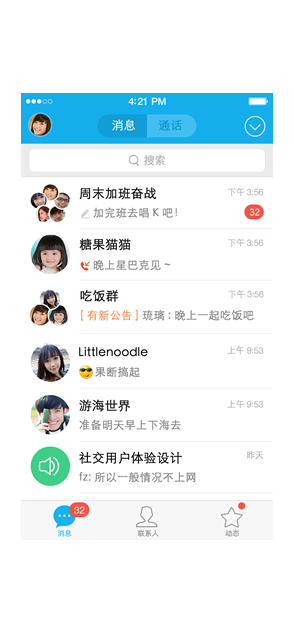 4:21 PM
消息 通话
搜索
周末加班奋战 下午 3:56
加完班去唱 K 吧！ 32
糖果猫猫 下午 3:56
晚上星巴克见 ~
吃饭群 下午 3:56
[有新公告] 琉璃：晚上一起吃饭吧
Littlenoodle 上午 9:53
果断搞起
游海世界 上午 9:53
准备明天早上下海去
社交用户体验设计 昨天
fz: 所以一般情况不上网
32
消息 联系人 动态